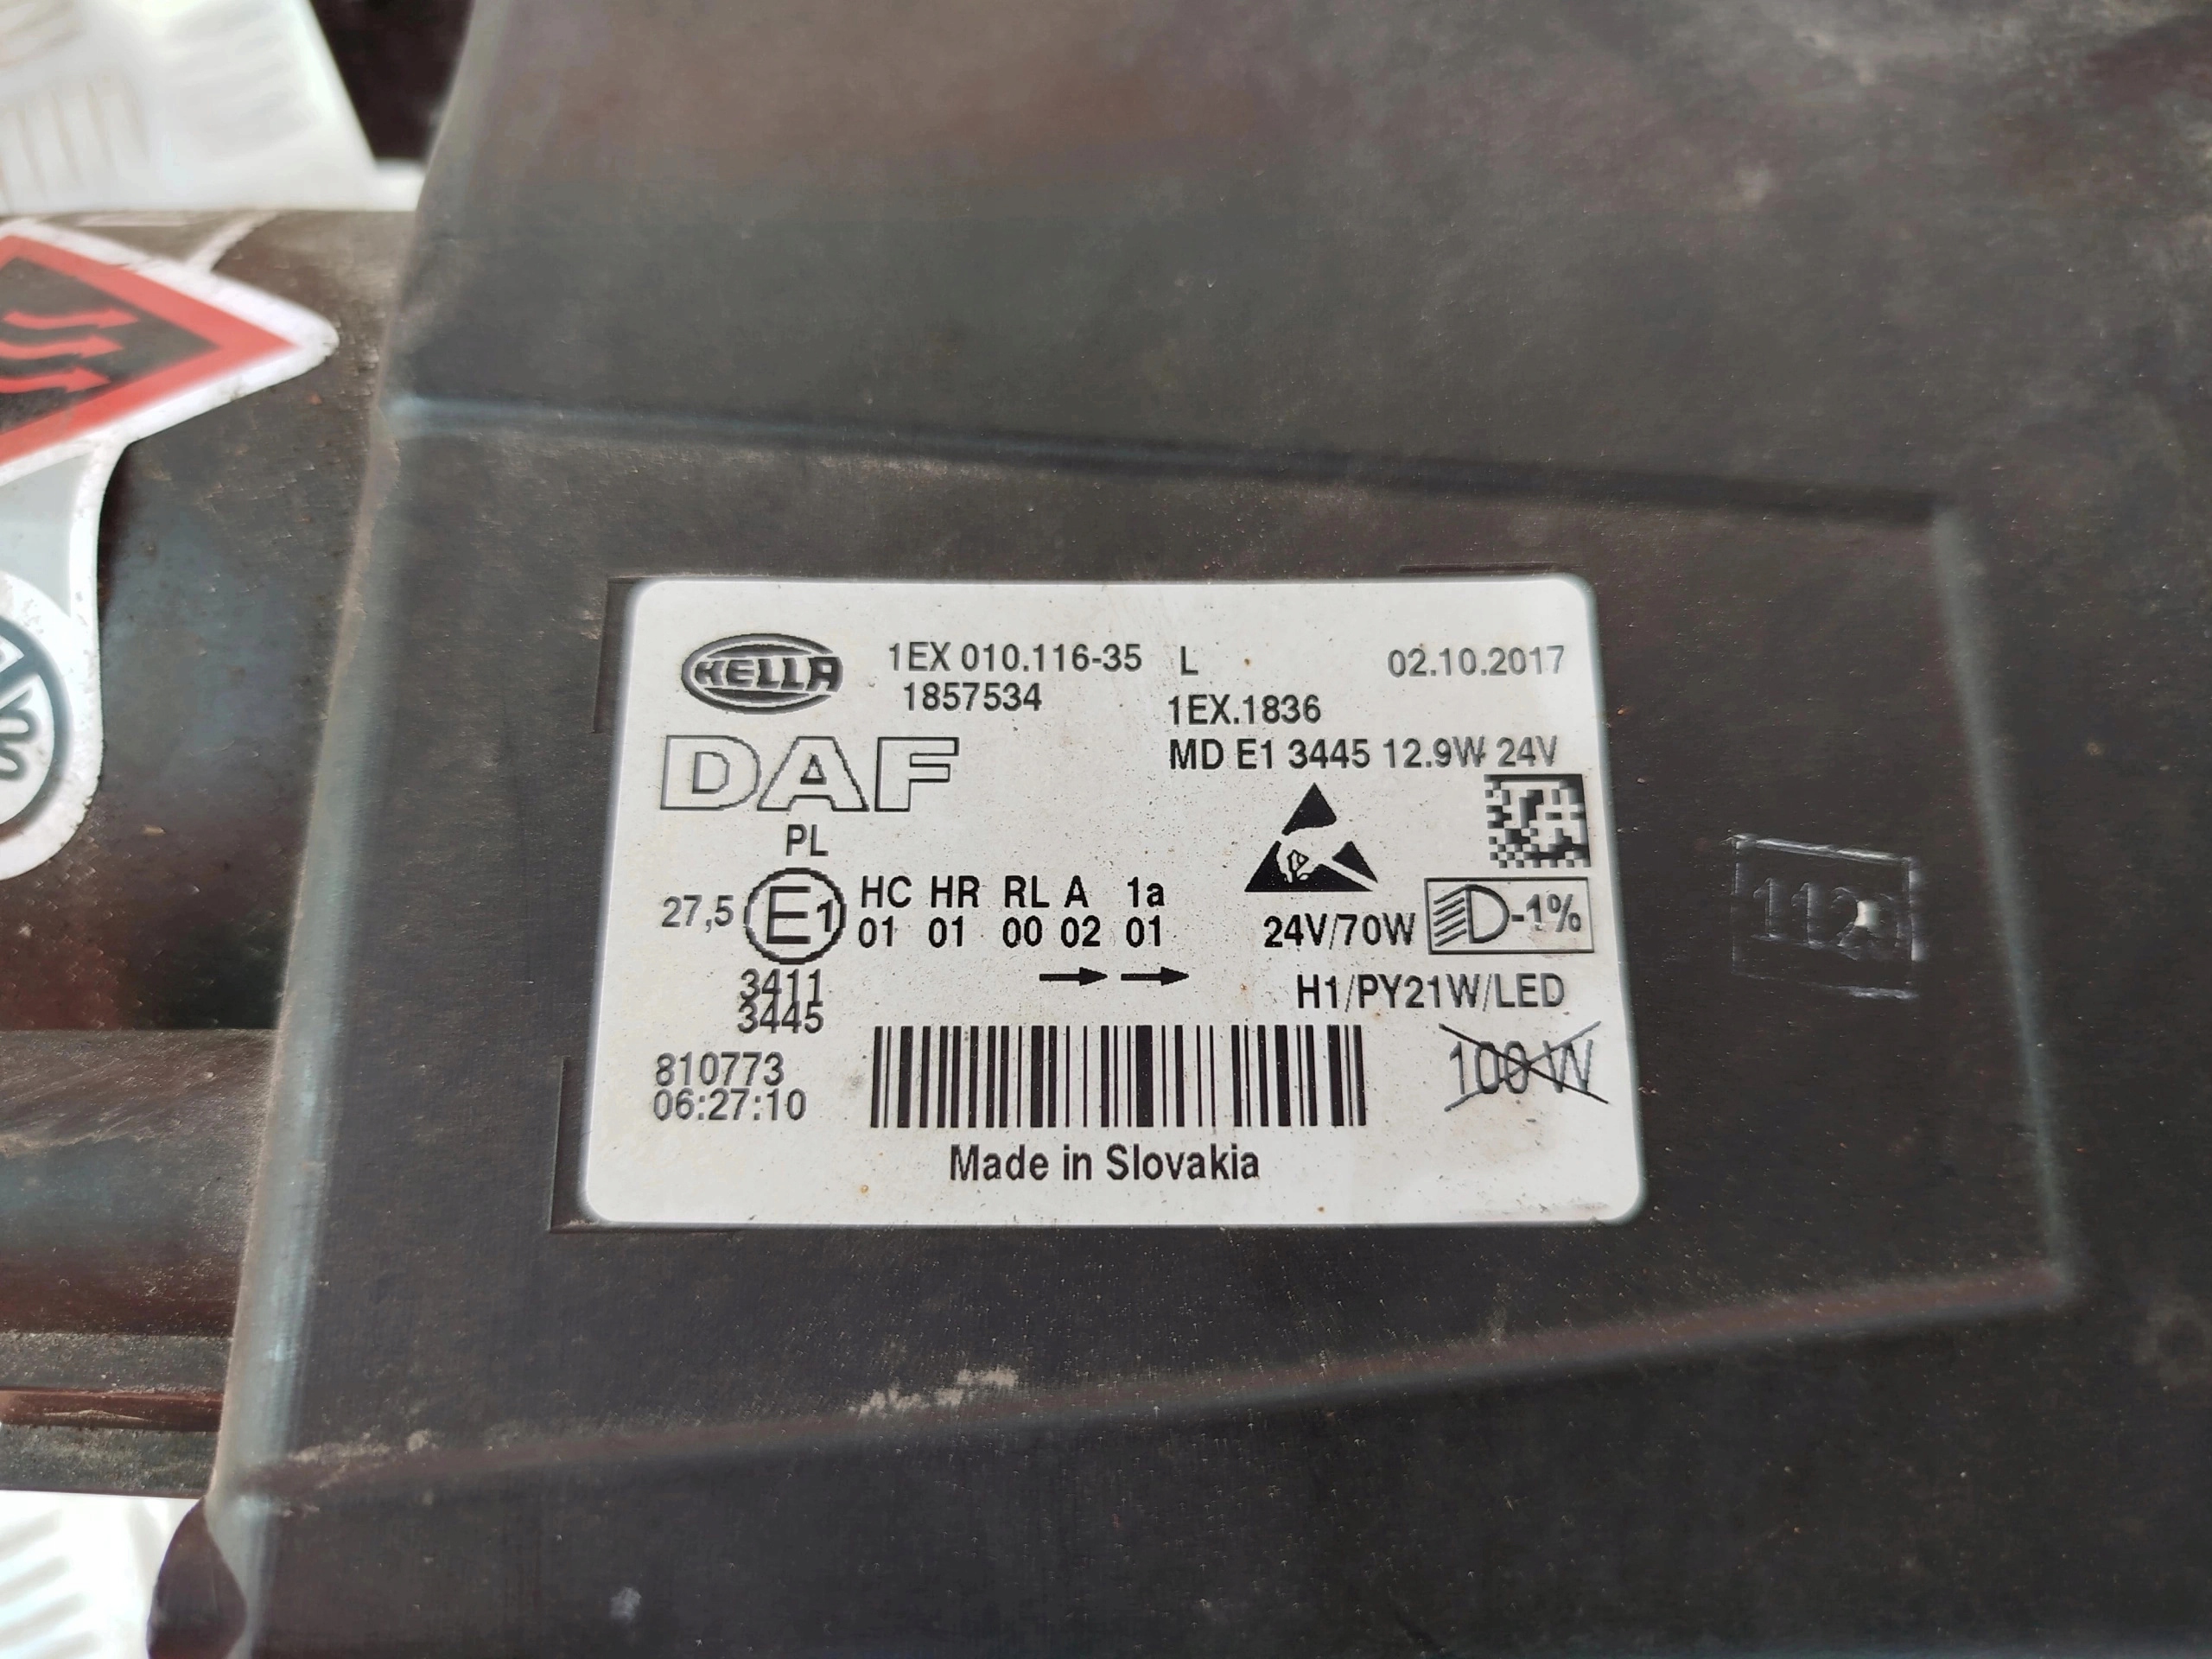 HELLA 1EX 010.116-35 L 02.10.2017
1857534 1EX.1836
DAF MD E1 3445 12.9W 24V
PL
27,5 E1 HC HR RL A 1a
01 01 00 02 01 24V/70W -1%
3411 H1/PY21W/LED
3445
810773 100 W
06:27:10
Made in Slovakia